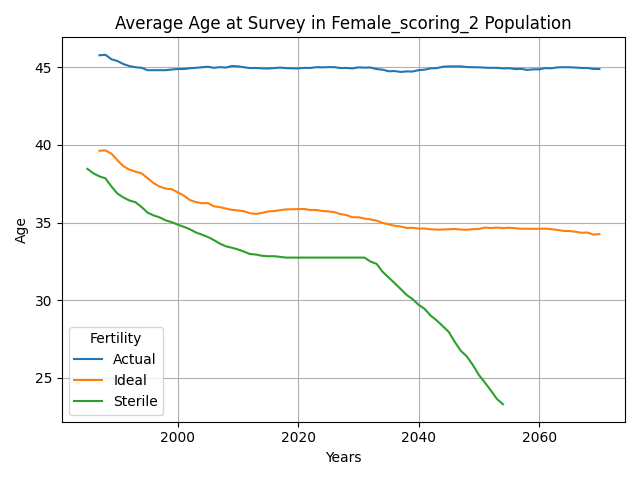 Average Age at Survey in Female_scoring_2 Population
45
40
35
30
25
Age
Fertility
Actual
Ideal
Sterile
2000
2020
2040
2060
Years